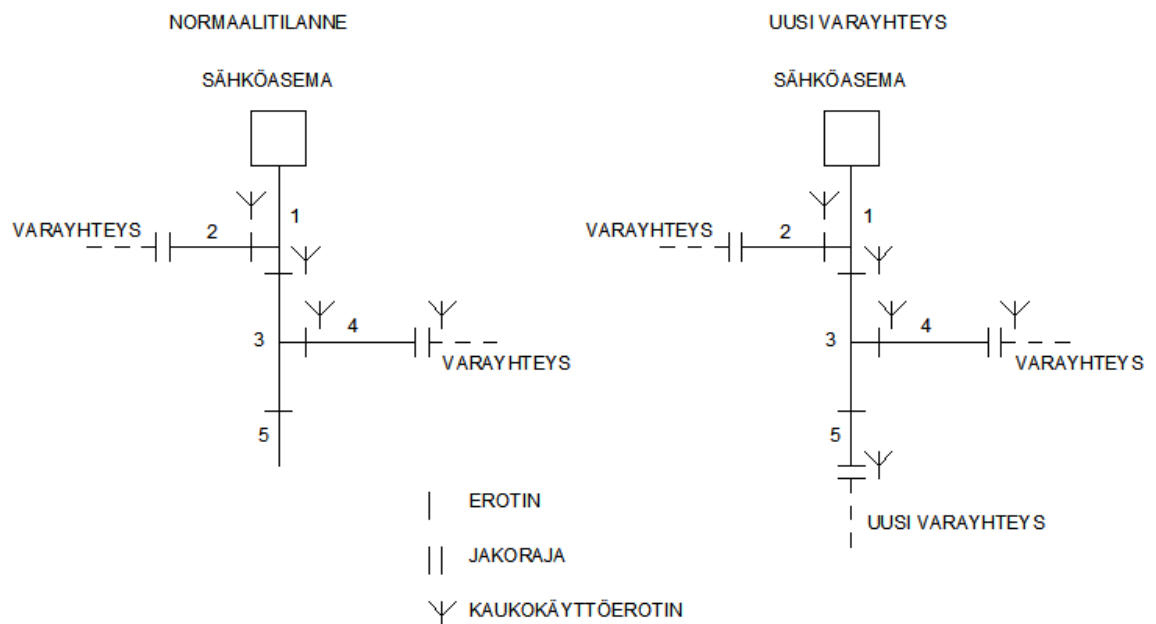 NORMAALITILANNE
SÄHKÖASEMA
1
VARAYHTEYS
2
3
4
VARAYHTEYS
5
UUSI VARAYHTEYS
SÄHKÖASEMA
1
VARAYHTEYS
2
3
4
VARAYHTEYS
5
UUSI VARAYHTEYS
EROTIN
JAKORAJA
KAUKOKÄYTTÖEROTIN